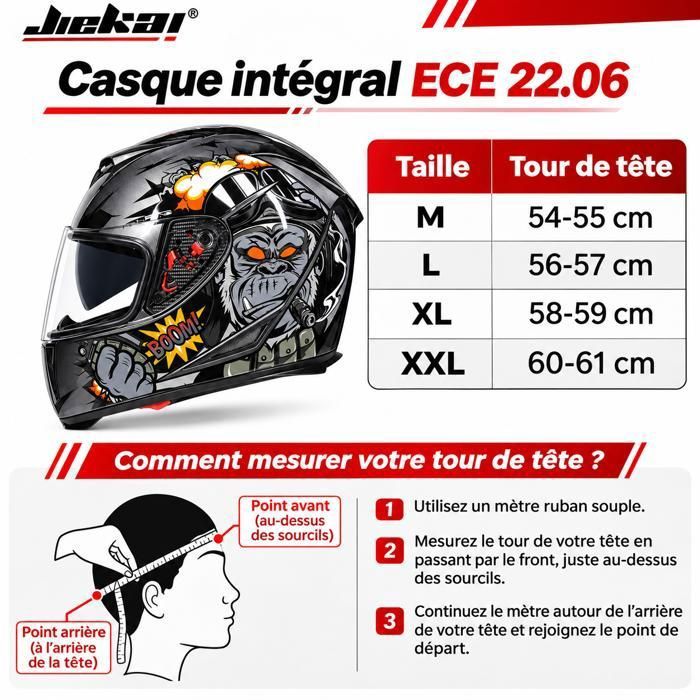 Jiekai®
Casque intégral ECE 22.06
Taille Tour de tête
M 54-55 cm
L 56-57 cm
XL 58-59 cm
XXL 60-61 cm
BOOM!
Comment mesurer votre tour de tête ?
Point avant
(au-dessus
des sourcils)
Point arrière
(à l'arrière
de la tête)
1 Utilisez un mètre ruban souple.
2 Mesurez le tour de votre tête en
passant par le front, juste au-dessus
des sourcils.
3 Continuez le mètre autour de l'arrière
de votre tête et rejoignez le point de
départ.